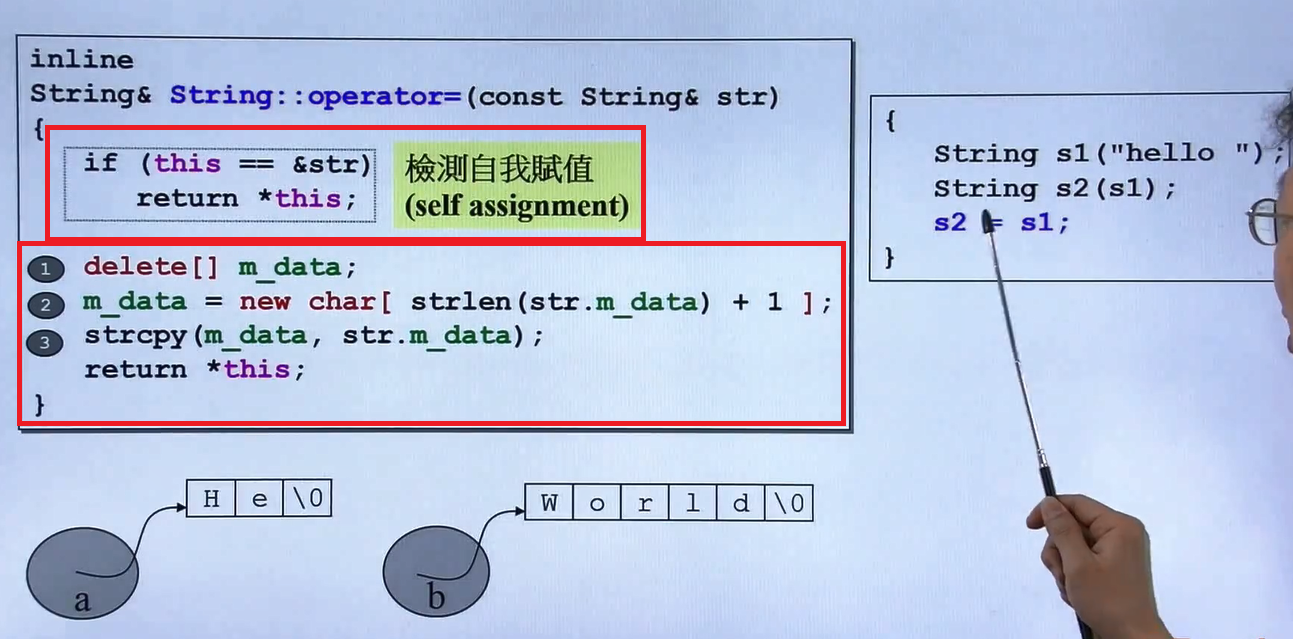 inline
String& String::operator=(const String& str)
{
if (this == &str)
return *this;
檢測自我賦值
(self assignment)
1 delete[] m_data;
2 m_data = new char[ strlen(str.m_data) + 1 ];
3 strcpy(m_data, str.m_data);
return *this;
}
{
String s1("hello ");
String s2(s1);
s2 = s1;
}
H e \0
a
W o r l d \0
b